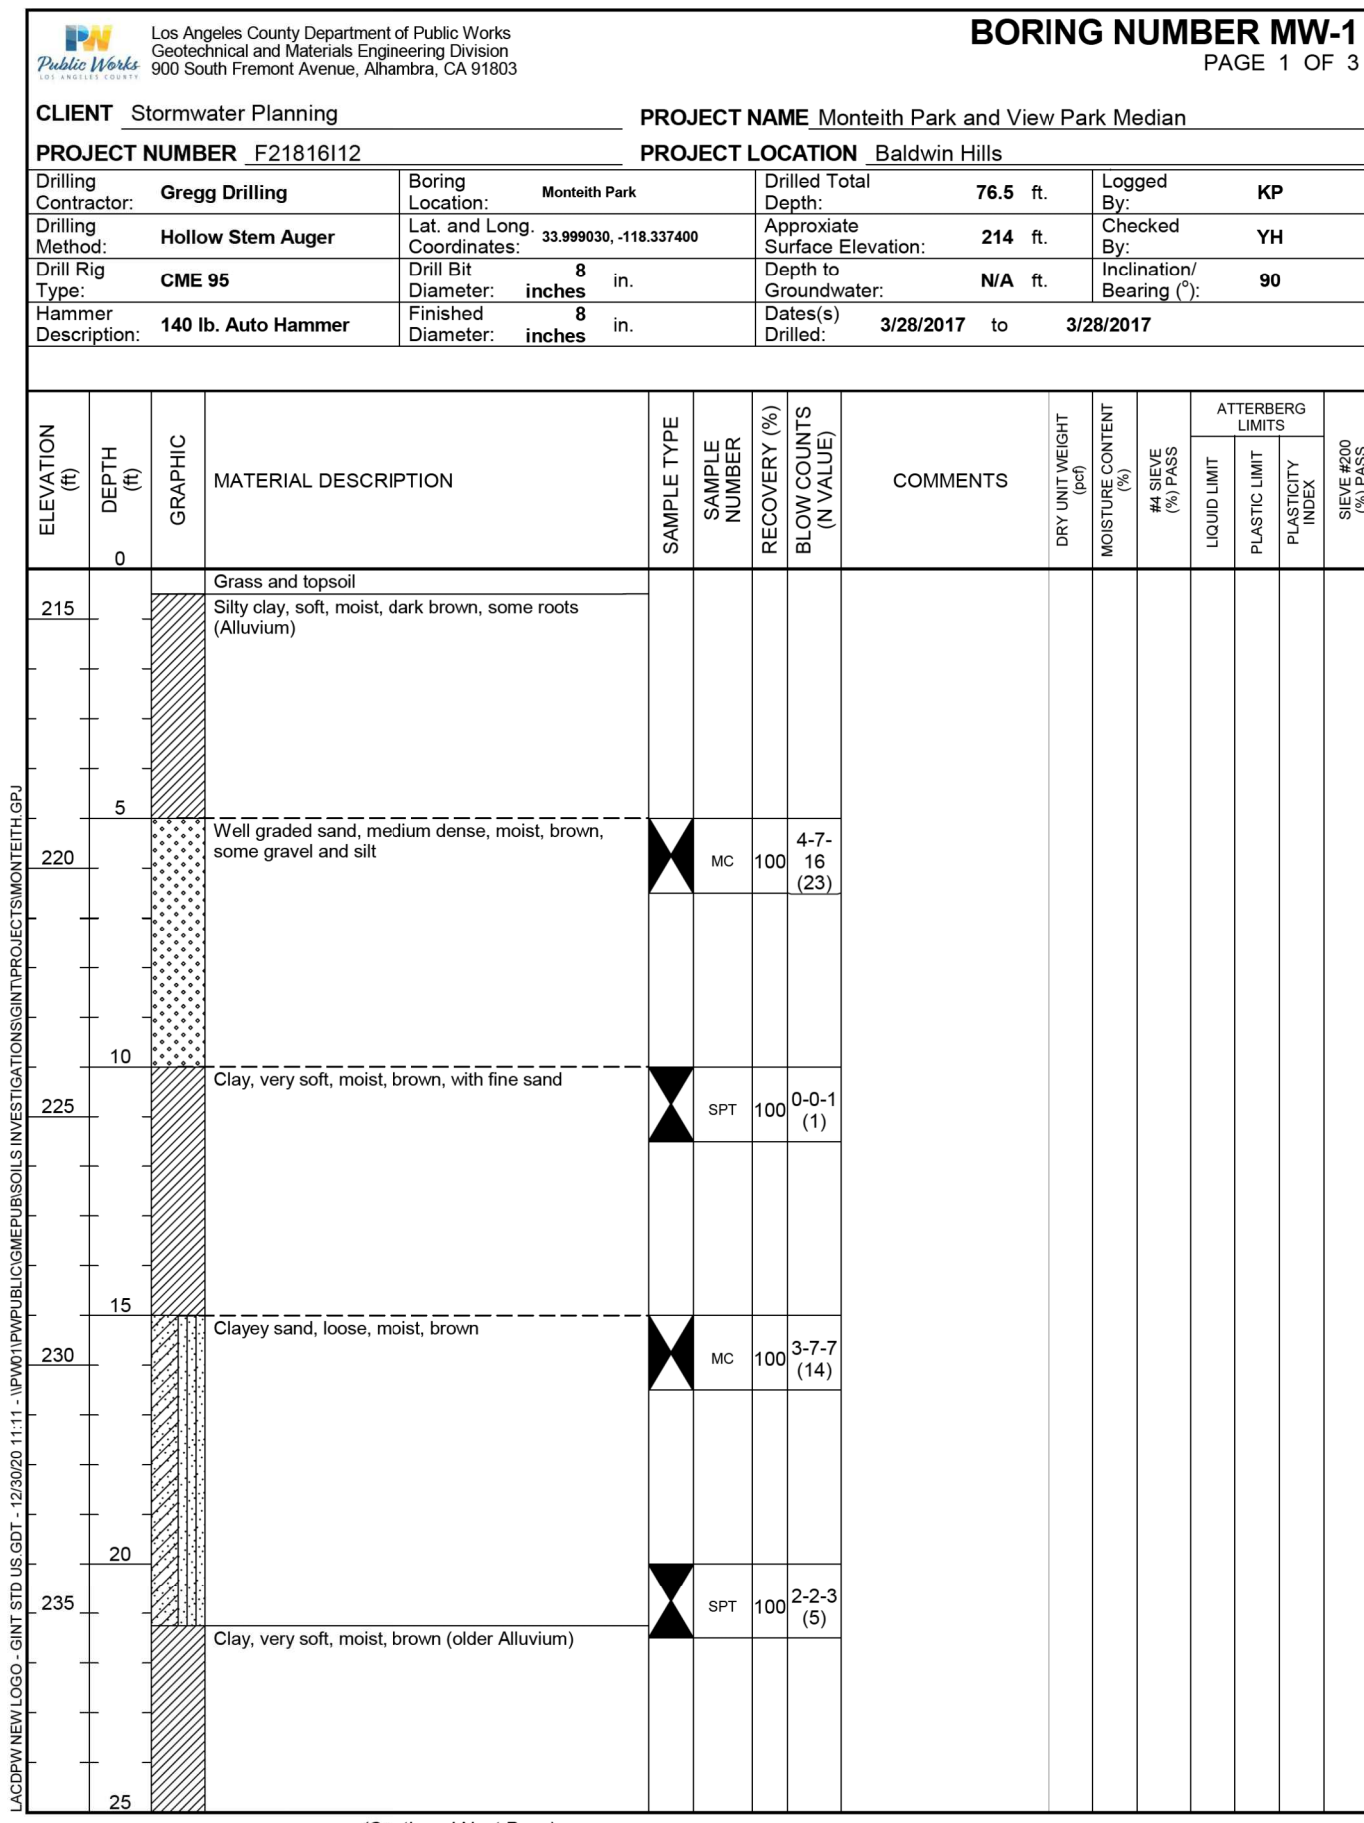 PW
Public Works
LOS ANGELES COUNTY
Los Angeles County Department of Public Works
Geotechnical and Materials Engineering Division
900 South Fremont Avenue, Alhambra, CA 91803
BORING NUMBER MW-1
PAGE 1 OF 3
CLIENT Stormwater Planning
PROJECT NAME Monteith Park and View Park Median
PROJECT NUMBER F21816I12
PROJECT LOCATION Baldwin Hills
Drilling
Contractor: Gregg Drilling
Boring
Location: Monteith Park
Drilled Total
Depth: 76.5 ft.
Logged
By: KP
Drilling
Method: Hollow Stem Auger
Lat. and Long.
Coordinates: 33.999030, -118.337400
Approxiate
Surface Elevation: 214 ft.
Checked
By: YH
Drill Rig
Type: CME 95
Drill Bit
Diameter: 8
inches in.
Depth to
Groundwater: N/A ft.
Inclination/
Bearing (°): 90
Hammer
Description: 140 lb. Auto Hammer
Finished
Diameter: 8
inches in.
Dates(s)
Drilled: 3/28/2017 to 3/28/2017
ELEVATION
(ft)
DEPTH
(ft)
0
GRAPHIC
MATERIAL DESCRIPTION
SAMPLE TYPE
SAMPLE
NUMBER
RECOVERY (%)
BLOW COUNTS
(N VALUE)
COMMENTS
DRY UNIT WEIGHT
(pcf)
MOISTURE CONTENT
(%)
#4 SIEVE
(%) PASS
ATTERBERG
LIMITS
LIQUID LIMIT
PLASTIC LIMIT
PLASTICITY
INDEX
SIEVE #200
(%) PASS
Grass and topsoil
215
Silty clay, soft, moist, dark brown, some roots
(Alluvium)
5
Well graded sand, medium dense, moist, brown,
some gravel and silt
220
MC 100
4-7-
16
(23)
10
Clay, very soft, moist, brown, with fine sand
225
SPT 100
0-0-1
(1)
15
Clayey sand, loose, moist, brown
230
MC 100
3-7-7
(14)
20
235
SPT 100
2-2-3
(5)
Clay, very soft, moist, brown (older Alluvium)
25
LACDPW NEW LOGO - GINT STD US.GDT - 12/30/20 11:11 - \\PW01\PWPUBLIC\GMEPUB\SOILS INVESTIGATIONS\GINT\PROJECTS\MONTEITH.GPJ